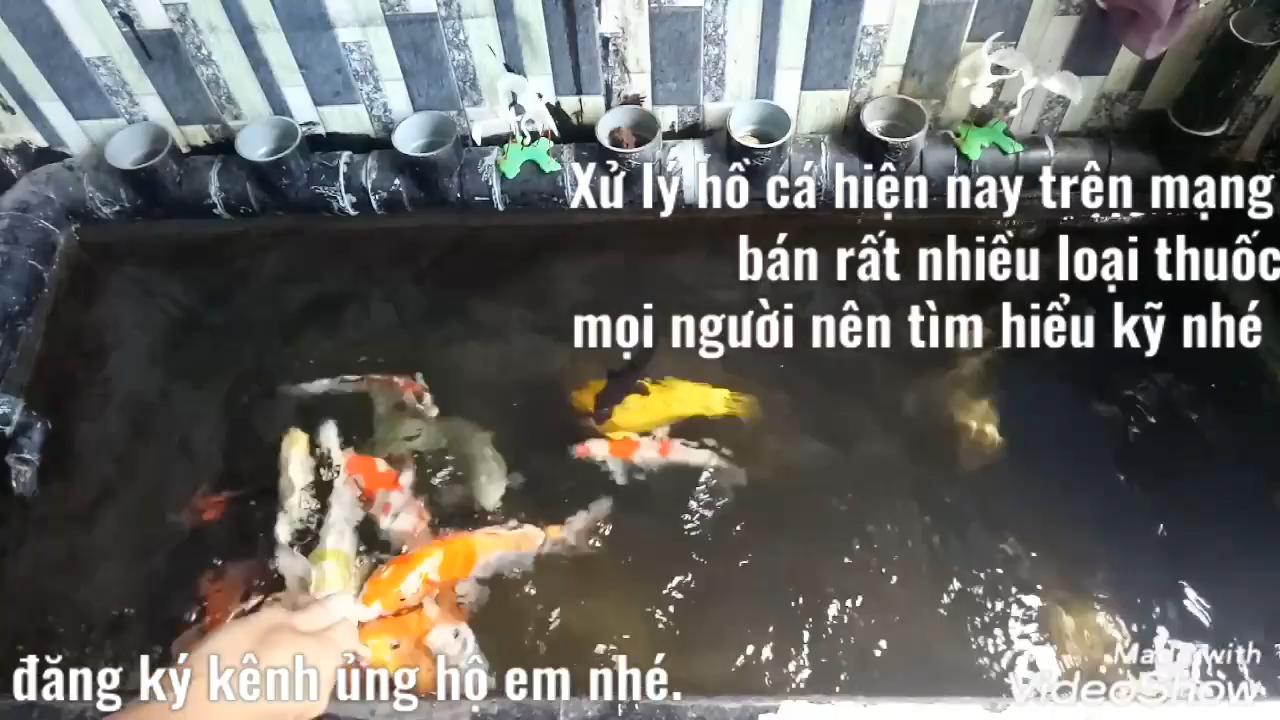 Xử lý hồ cá hiện nay trên mạng
bán rất nhiều loại thuốc
mọi người nên tìm hiểu kỹ nhé
đăng ký kênh ủng hộ em nhé.
Made with
VideoShow